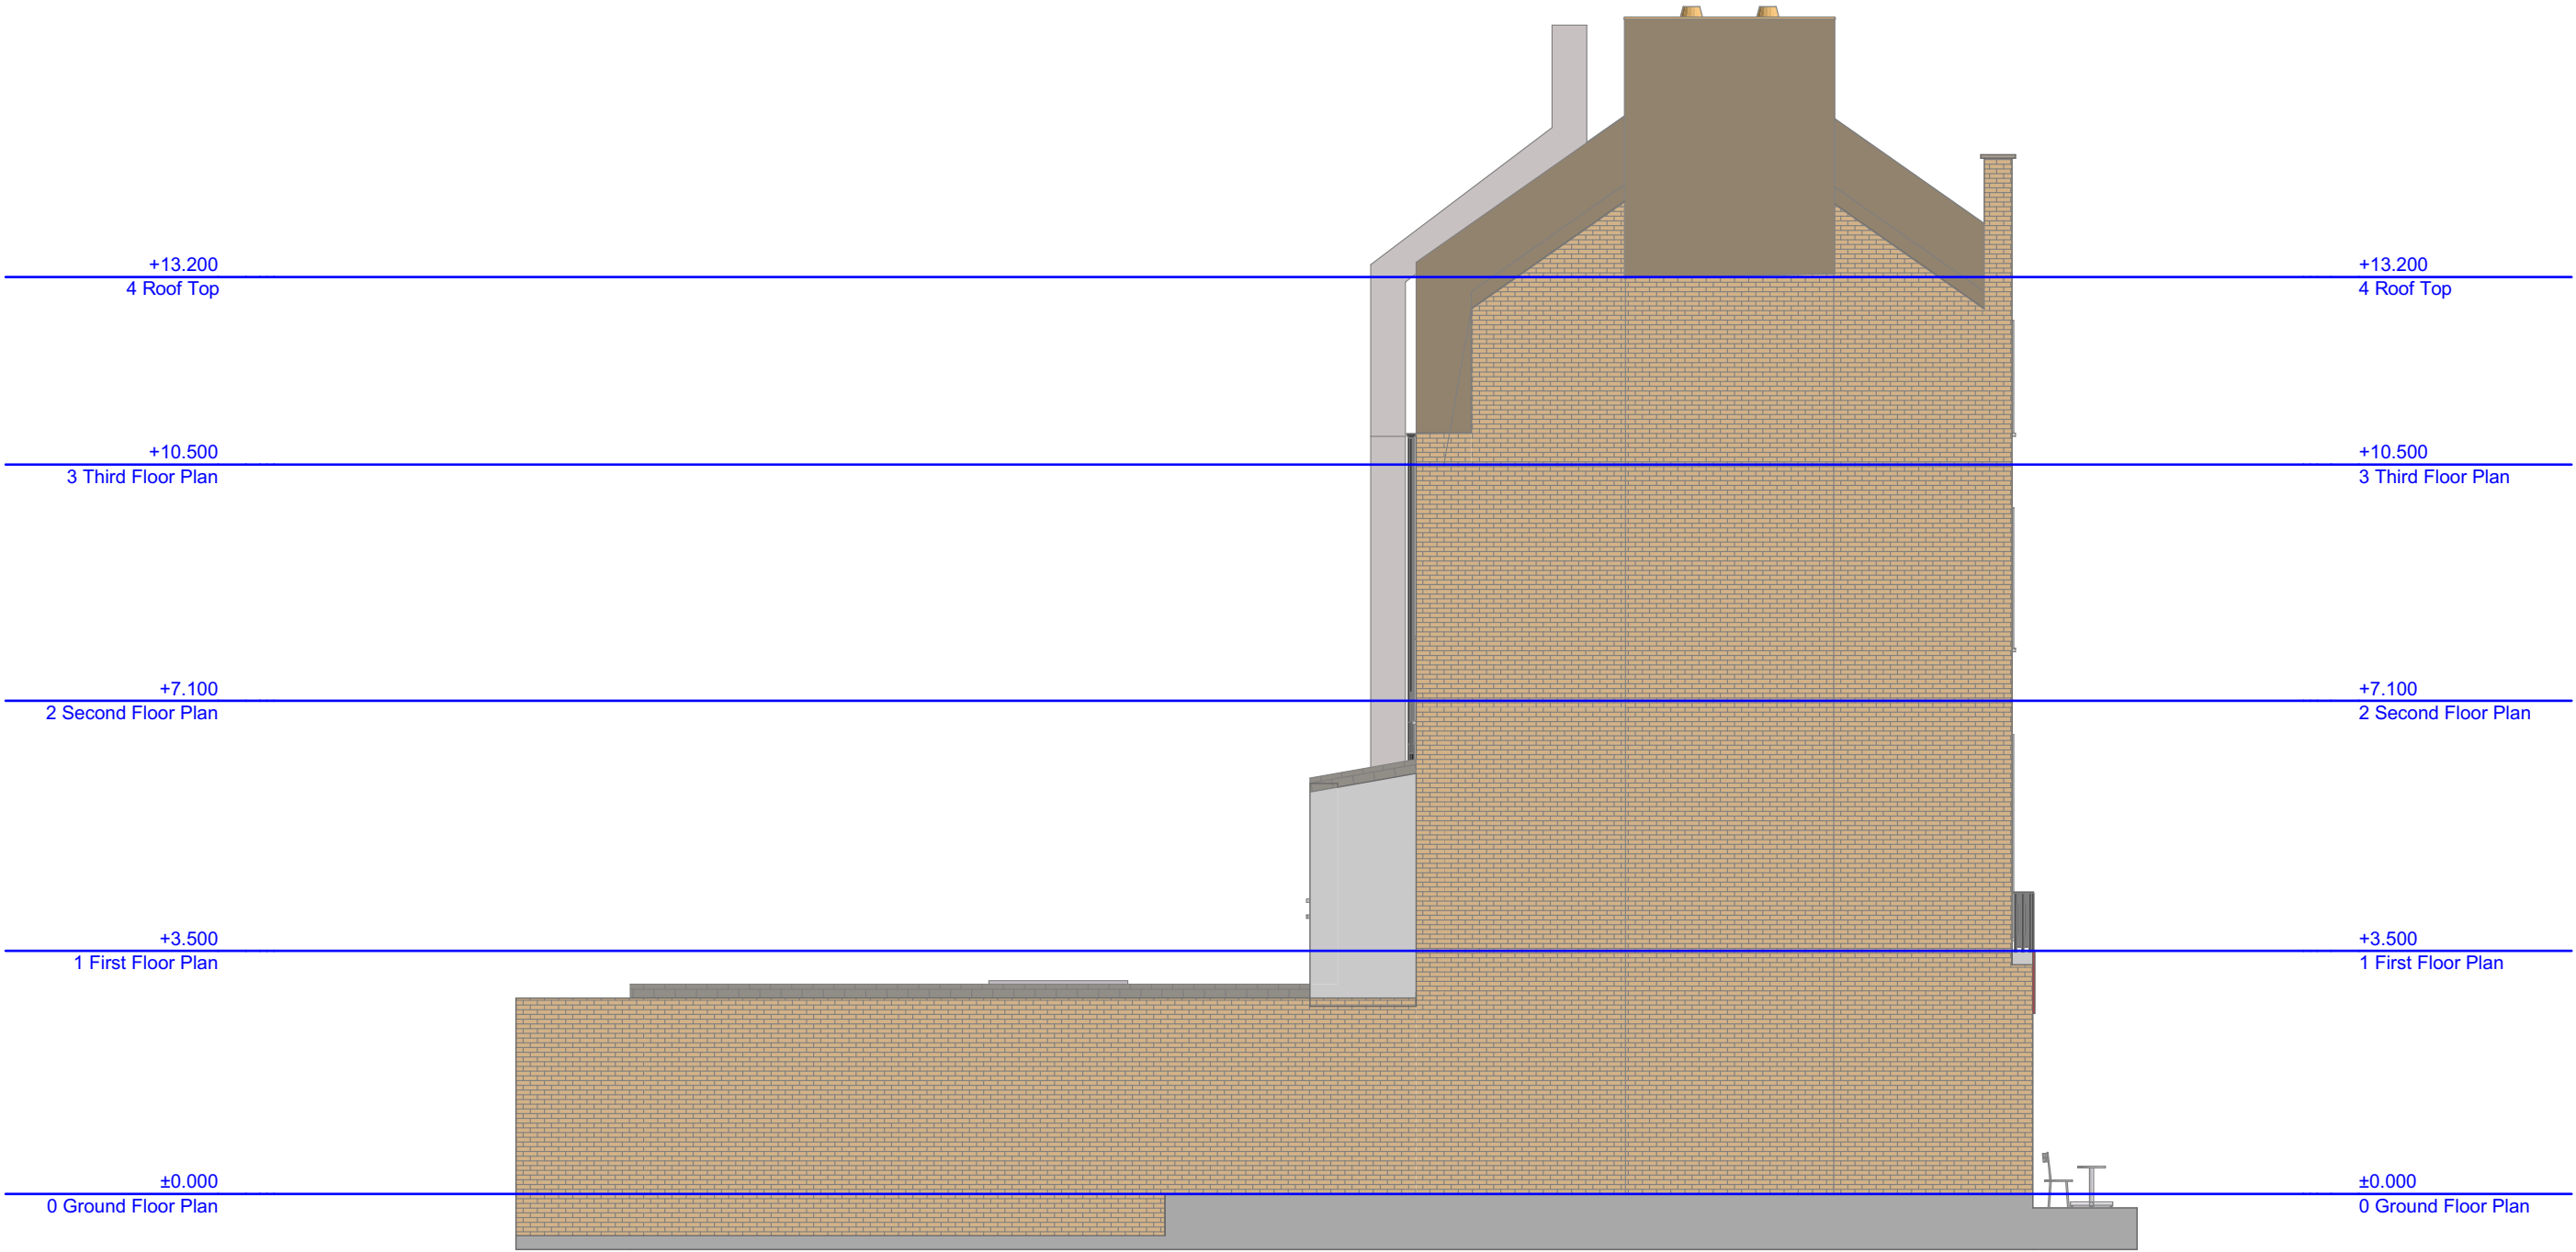 +13.200
4 Roof Top
+13.200
4 Roof Top
+10.500
3 Third Floor Plan
+10.500
3 Third Floor Plan
+7.100
2 Second Floor Plan
+7.100
2 Second Floor Plan
+3.500
1 First Floor Plan
+3.500
1 First Floor Plan
±0.000
0 Ground Floor Plan
±0.000
0 Ground Floor Plan